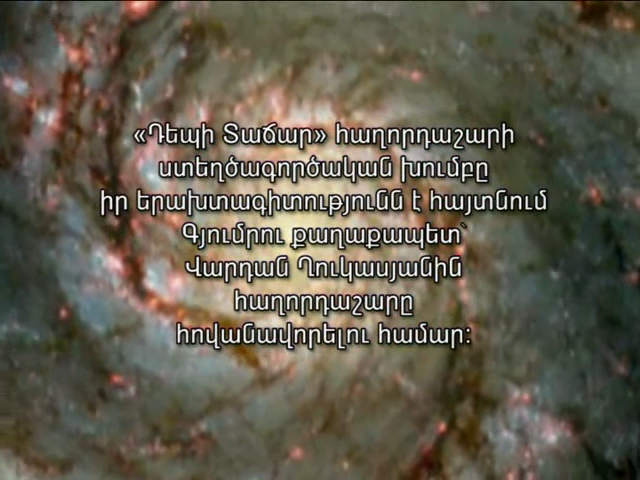 «Դեպի Տաճար» հաղորդաշարի
ստեղծագործական խումբը
իր երախտագիտությունն է հայտնում
Գյումրու քաղաքապետ՝
Վարդան Ղուկասյանին
հաղորդաշարը
հովանավորելու համար: